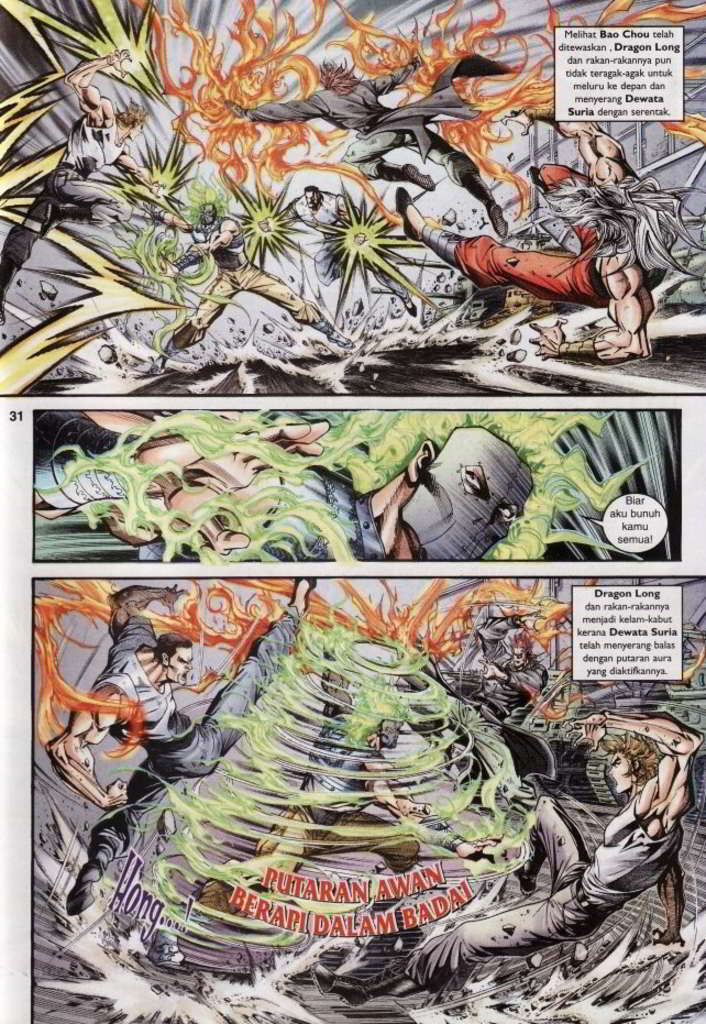 Melihat Bao Chou telah
ditewaskan , Dragon Long
dan rakan-rakannya pun
tidak teragak-agak untuk
meluru ke depan dan
menyerang Dewata
Suria dengan serentak.
31
Biar
aku bunuh
kamu
semua!
Dragon Long
dan rakan-rakannya
menjadi kelam-kabut
kerana Dewata Suria
telah menyerang balas
dengan putaran aura
yang diaktifkannya.
PUTARAN AWAN
BERAPI DALAM BADAI
Hong...!